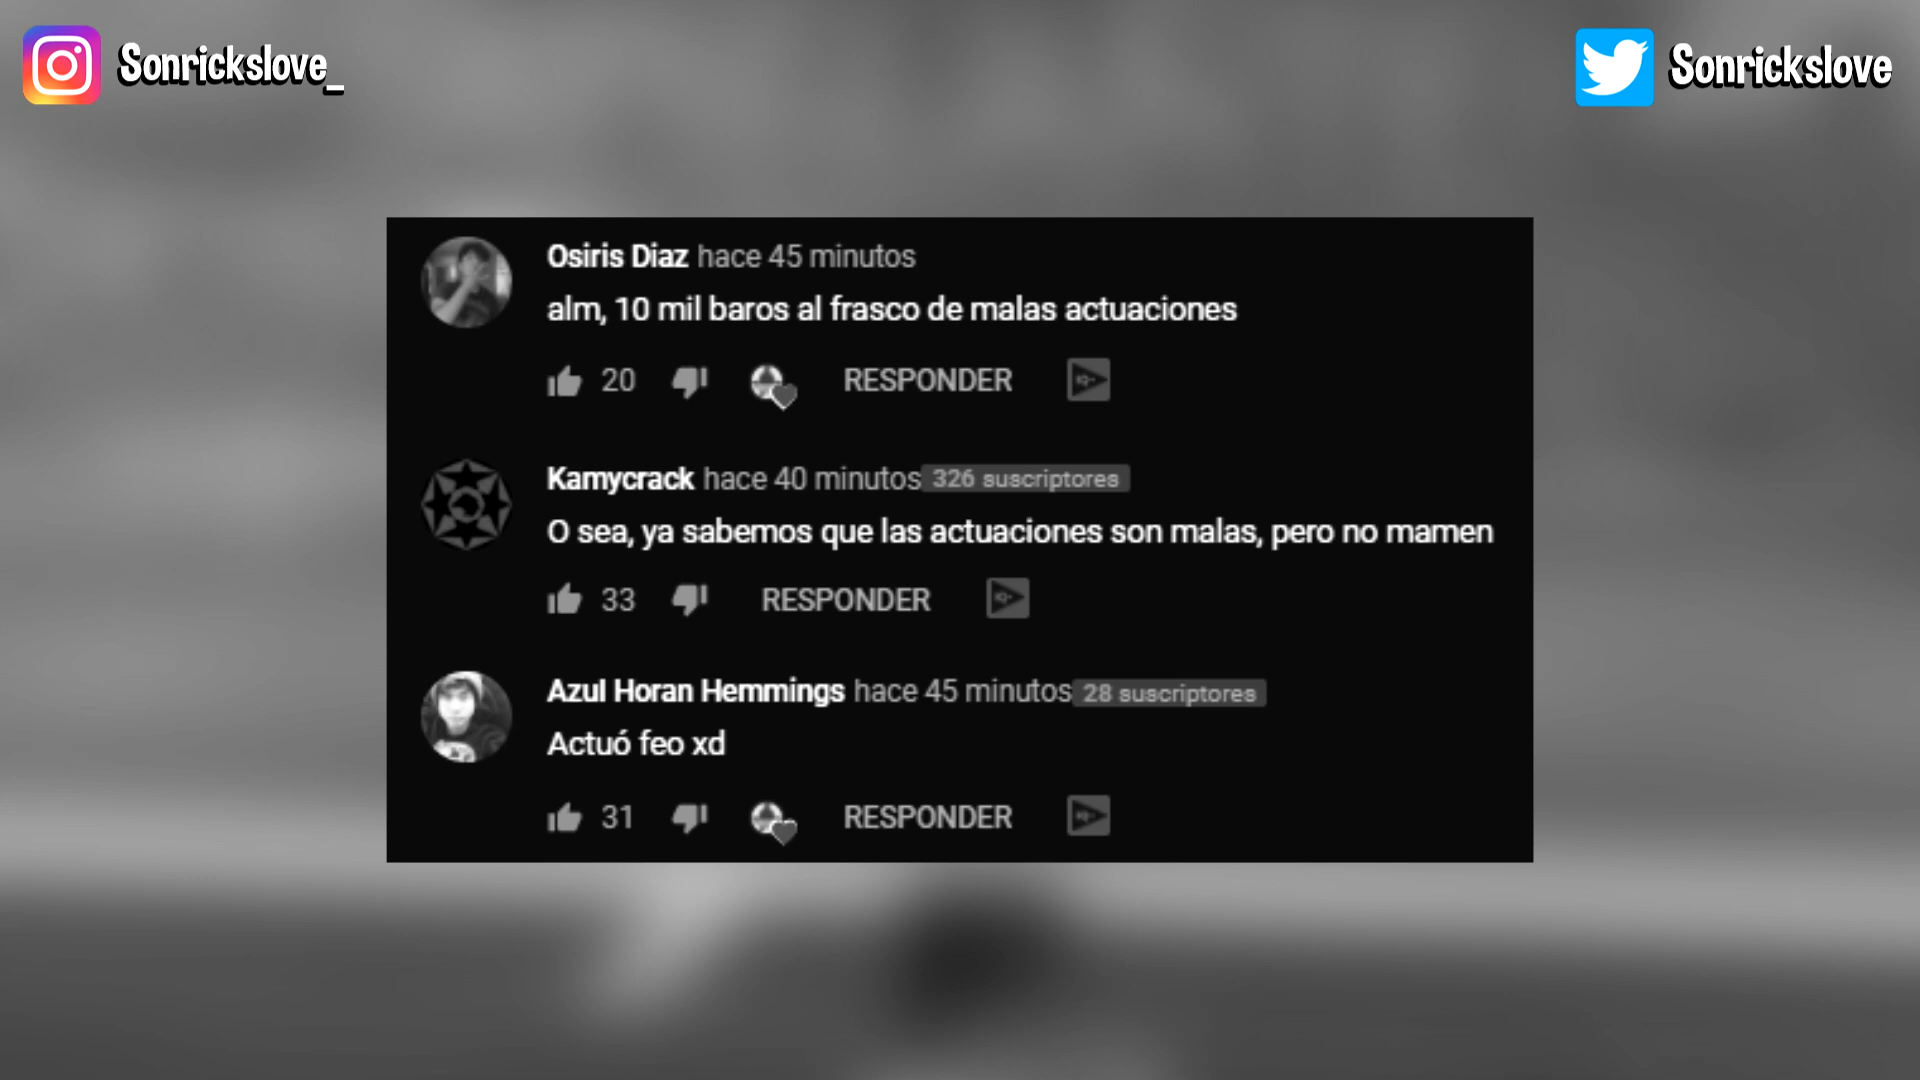 Sonrickslove_
Sonrickslove
Osiris Diaz hace 45 minutos
alm, 10 mil baros al frasco de malas actuaciones
20 RESPONDER
Kamycrack hace 40 minutos 326 suscriptores
O sea, ya sabemos que las actuaciones son malas, pero no mamen
33 RESPONDER
Azul Horan Hemmings hace 45 minutos 28 suscriptores
Actuó feo xd
31 RESPONDER